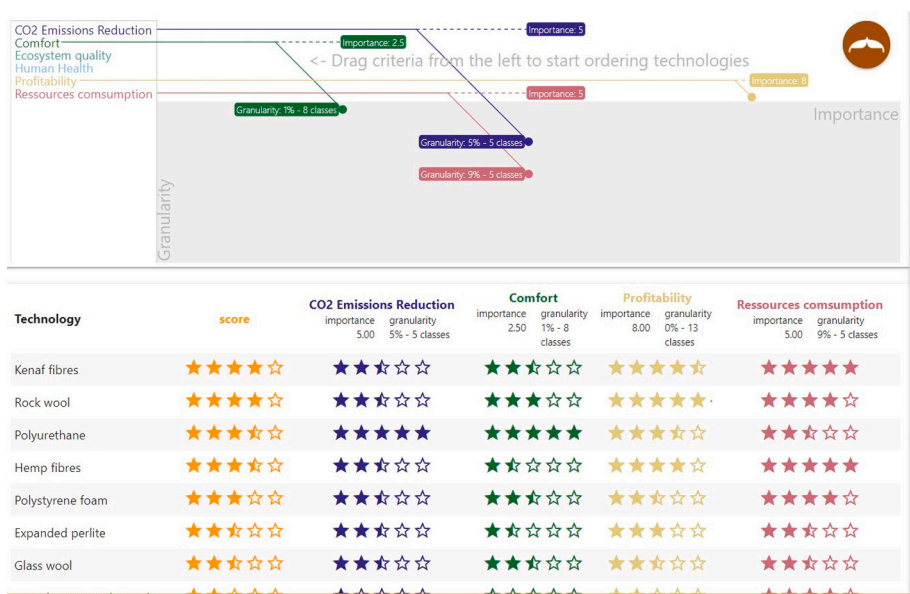 CO2 Emissions Reduction
Importance: 5
Comfort
Importance: 2.5
Ecosystem quality
<- Drag criteria from the left to start ordering technologies
Human Health
Profitability
Importance: 8
Ressources comsumption
Importance: 5
Granularity: 1% - 8 classes
Importance
Granularity: 5% - 5 classes
Granularity: 9% - 5 classes
Granularity
Technology
score
CO2 Emissions Reduction
importance granularity
5.00 5% - 5 classes
Comfort
importance granularity
2.50 1% - 8
classes
Profitability
importance granularity
8.00 0% - 13
classes
Ressources comsumption
importance granularity
5.00 9% - 5 classes
Kenaf fibres
Rock wool
Polyurethane
Hemp fibres
Polystyrene foam
Expanded perlite
Glass wool